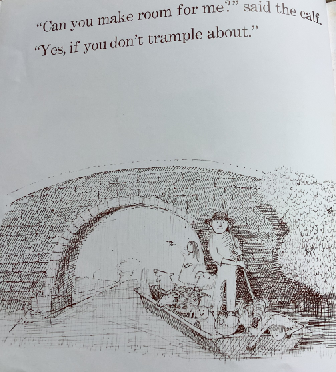 “Can you make room for me?” said the calf.
“Yes, if you don’t trample about.”